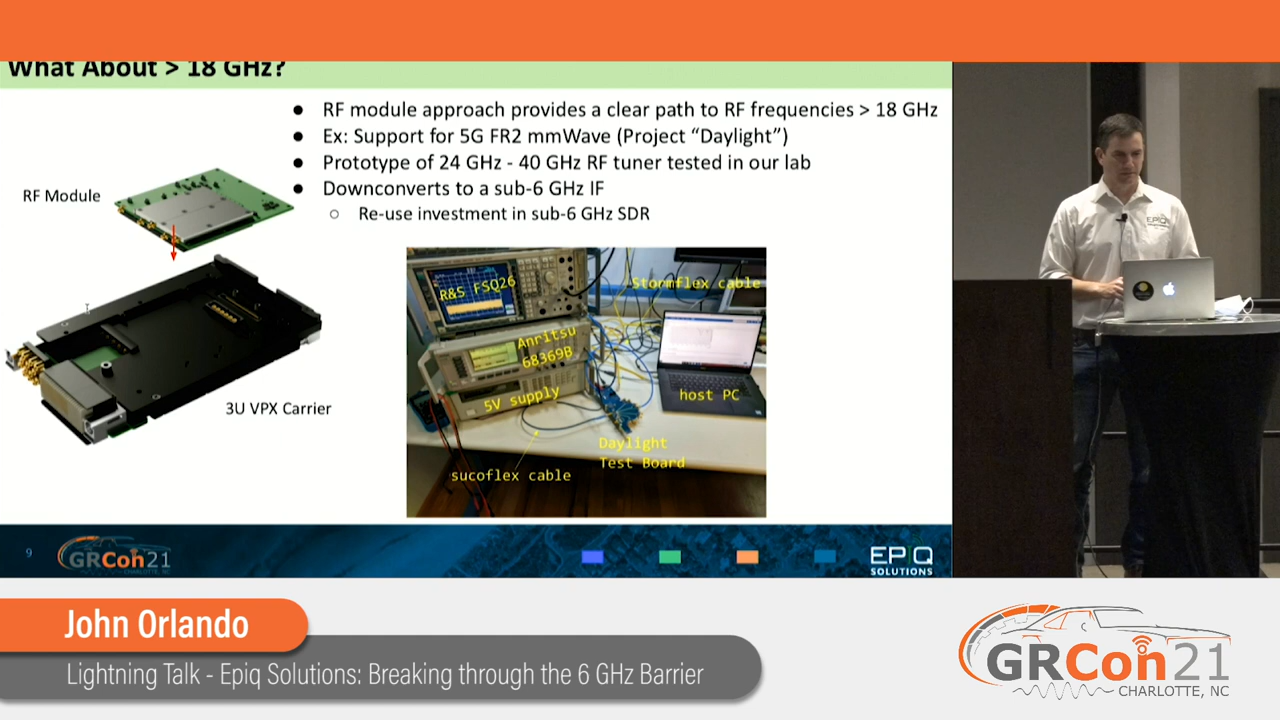 What About > 18 GHz?
● RF module approach provides a clear path to RF frequencies > 18 GHz
● Ex: Support for 5G FR2 mmWave (Project “Daylight”)
● Prototype of 24 GHz - 40 GHz RF tuner tested in our lab
● Downconverts to a sub-6 GHz IF
○ Re-use investment in sub-6 GHz SDR
RF Module
3U VPX Carrier
R&S FSQ26
Stormflex cable
Anritsu
68369B
5V supply
host PC
Daylight
Test Board
sucoflex cable
EPIQ
9
GRCon21
CHARLOTTE, NC
EPIQ
SOLUTIONS
John Orlando
Lightning Talk - Epiq Solutions: Breaking through the 6 GHz Barrier
GRCon21
CHARLOTTE, NC